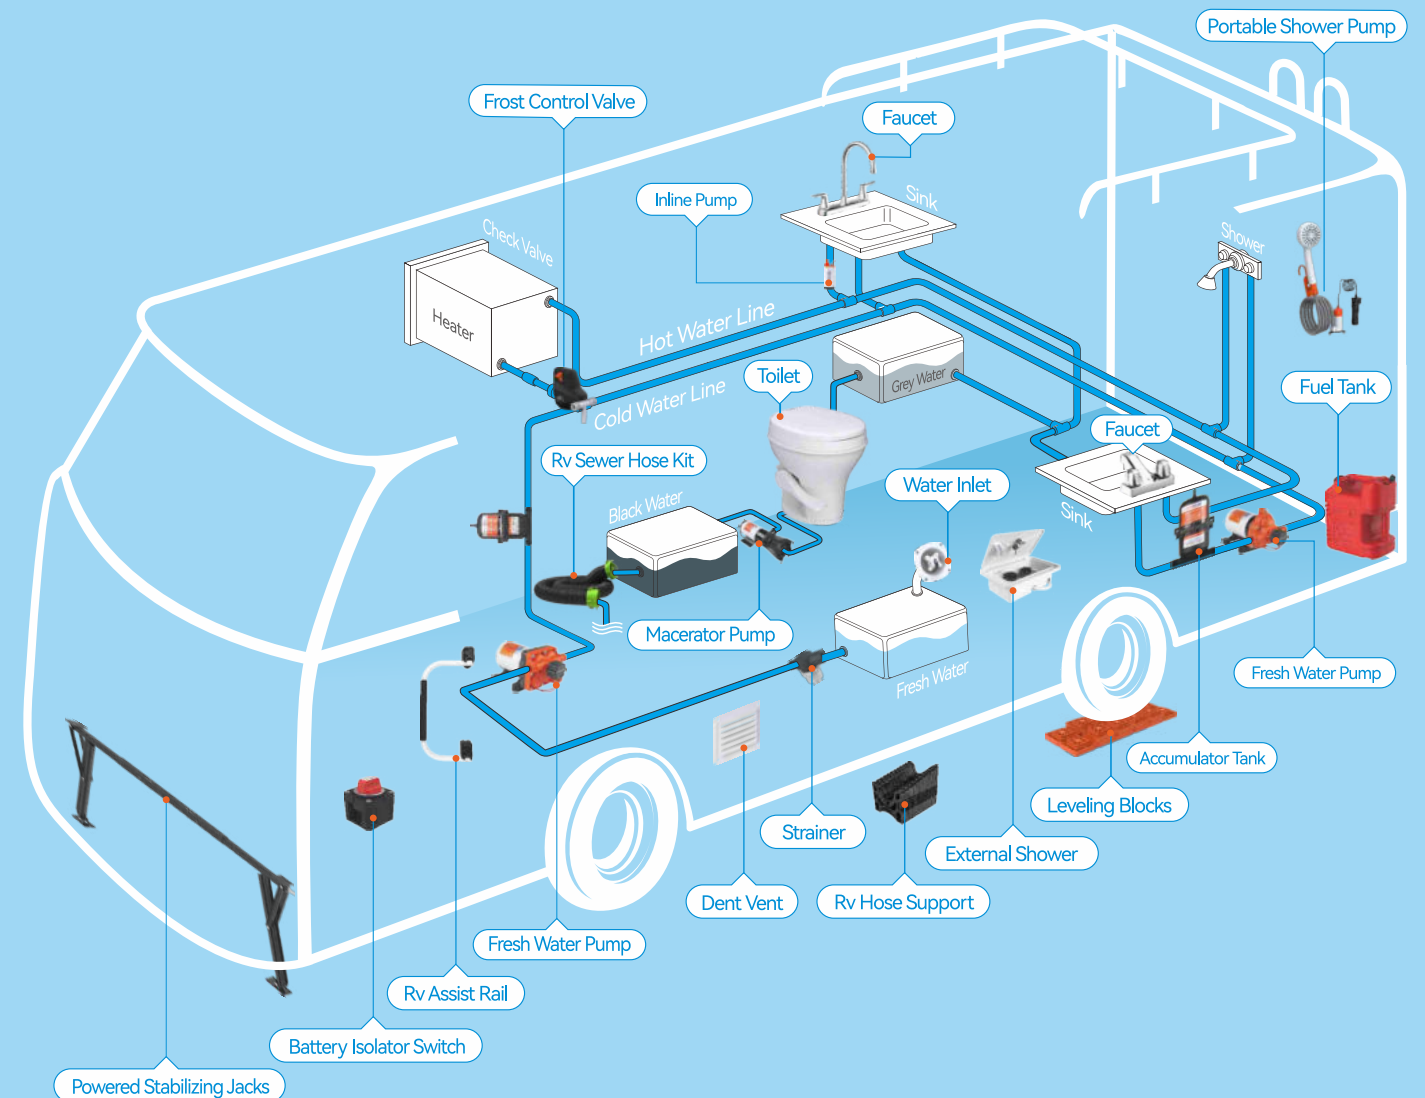 Portable Shower Pump
Frost Control Valve
Faucet
Inline Pump
Sink
Check Valve
Shower
Heater
Hot Water Line
Toilet
Grey Water
Fuel Tank
Cold Water Line
Faucet
Rv Sewer Hose Kit
Water Inlet
Black Water
Sink
Macerator Pump
Fresh Water
Fresh Water Pump
Accumulator Tank
Leveling Blocks
Strainer
External Shower
Dent Vent
Rv Hose Support
Fresh Water Pump
Rv Assist Rail
Battery Isolator Switch
Powered Stabilizing Jacks